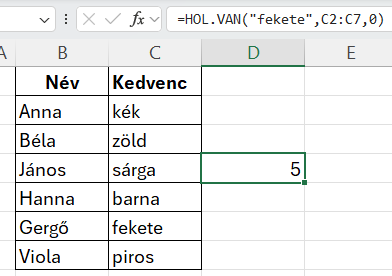 fx =HOL.VAN("fekete",C2:C7,0)
A B C D E
Név Kedvenc
Anna kék
Béla zöld
János sárga 5
Hanna barna
Gergő fekete
Viola piros